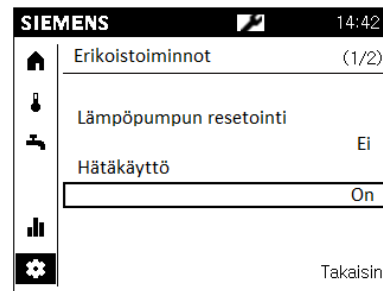 SIEMENS 14:42
Erikoistoiminnot (1/2)
Lämpöpumpun resetointi
Ei
Hätäkäyttö
On
Takaisin